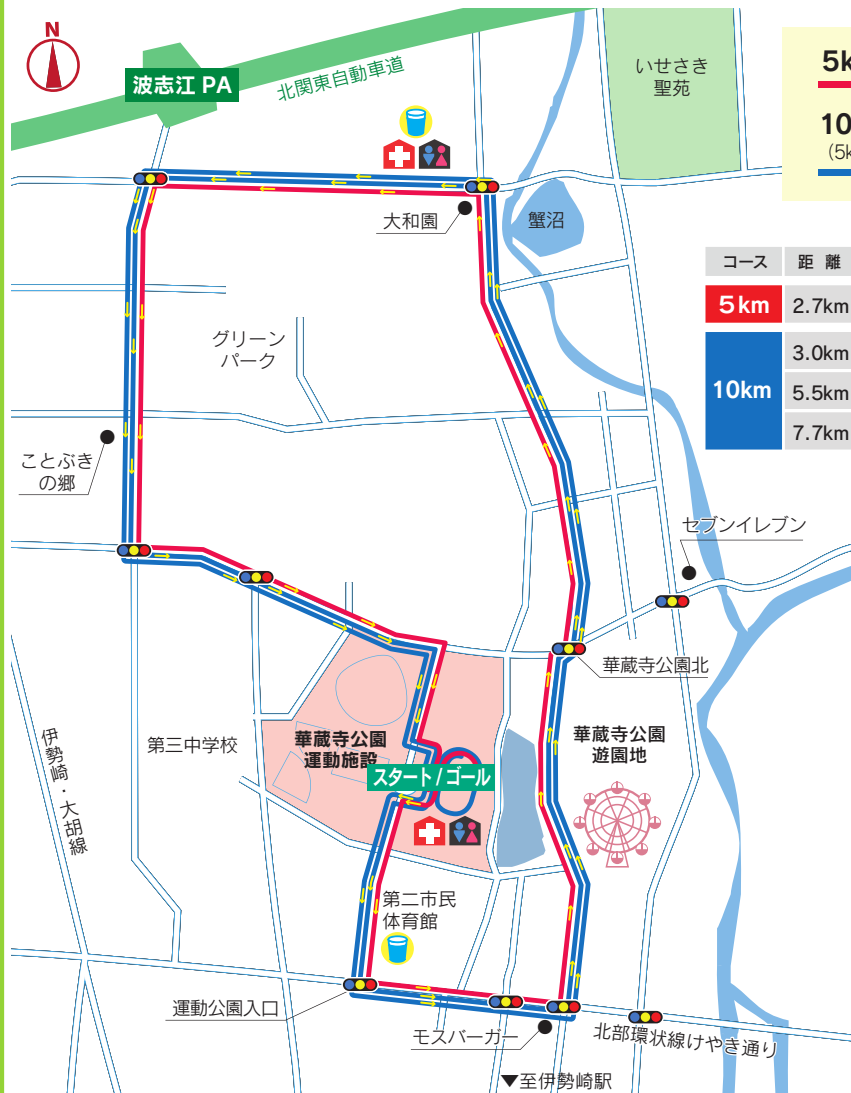 N
波志江 PA
北関東自動車道
いせさき
聖苑
5k
10
(5k
大和園
蟹沼
コース
距 離
5km
2.7km
10km
3.0km
5.5km
7.7km
グリーン
パーク
ことぶき
の郷
セブンイレブン
華蔵寺公園北
第三中学校
華蔵寺公園
運動施設
華蔵寺公園
遊園地
スタート / ゴール
伊勢崎・大胡線
第二市民
体育館
運動公園入口
モスバーガー
北部環状線けやき通り
▼至伊勢崎駅